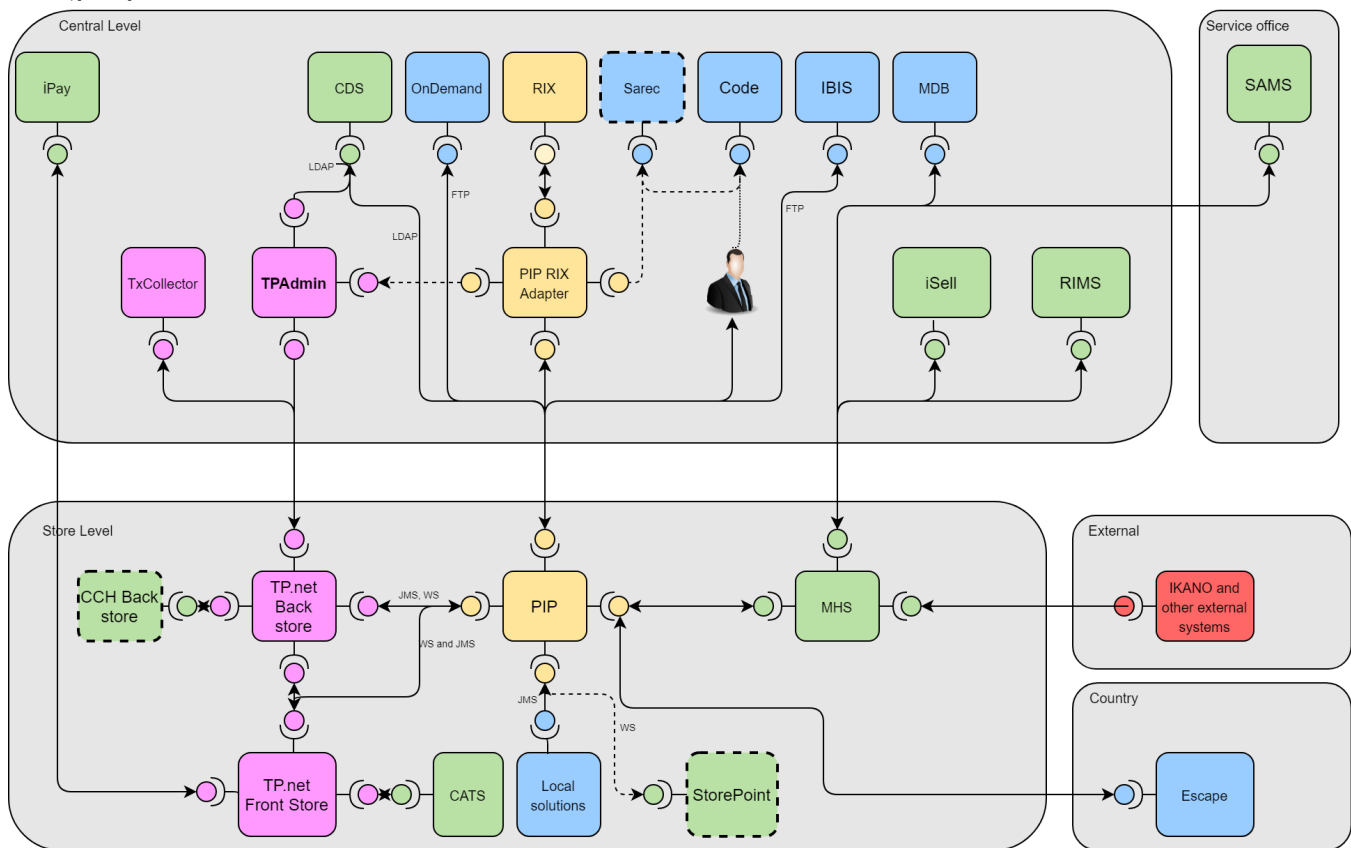 Central Level
Service office
iPay
CDS
OnDemand
RIX
Sarec
Code
IBIS
MDB
SAMS
LDAP
FTP
FTP
LDAP
TxCollector
TPAdmin
PIP RIX
Adapter
iSell
RIMS
Store Level
External
CCH Back
store
TP.net
Back
store
JMS, WS
PIP
MHS
IKANO and
other external
systems
WS and JMS
JMS
WS
Country
TP.net
Front Store
CATS
Local
solutions
StorePoint
Escape